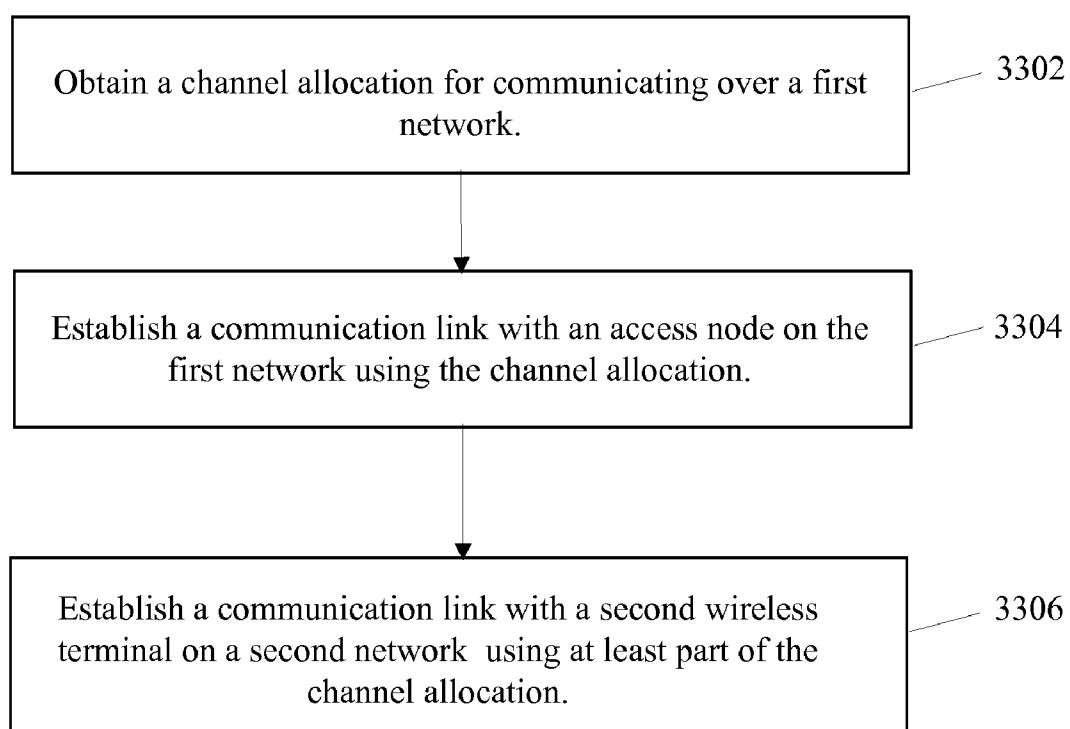 Obtain a channel allocation for communicating over a first
network.
3302
Establish a communication link with an access node on the
first network using the channel allocation.
3304
Establish a communication link with a second wireless
terminal on a second network using at least part of the
channel allocation.
3306